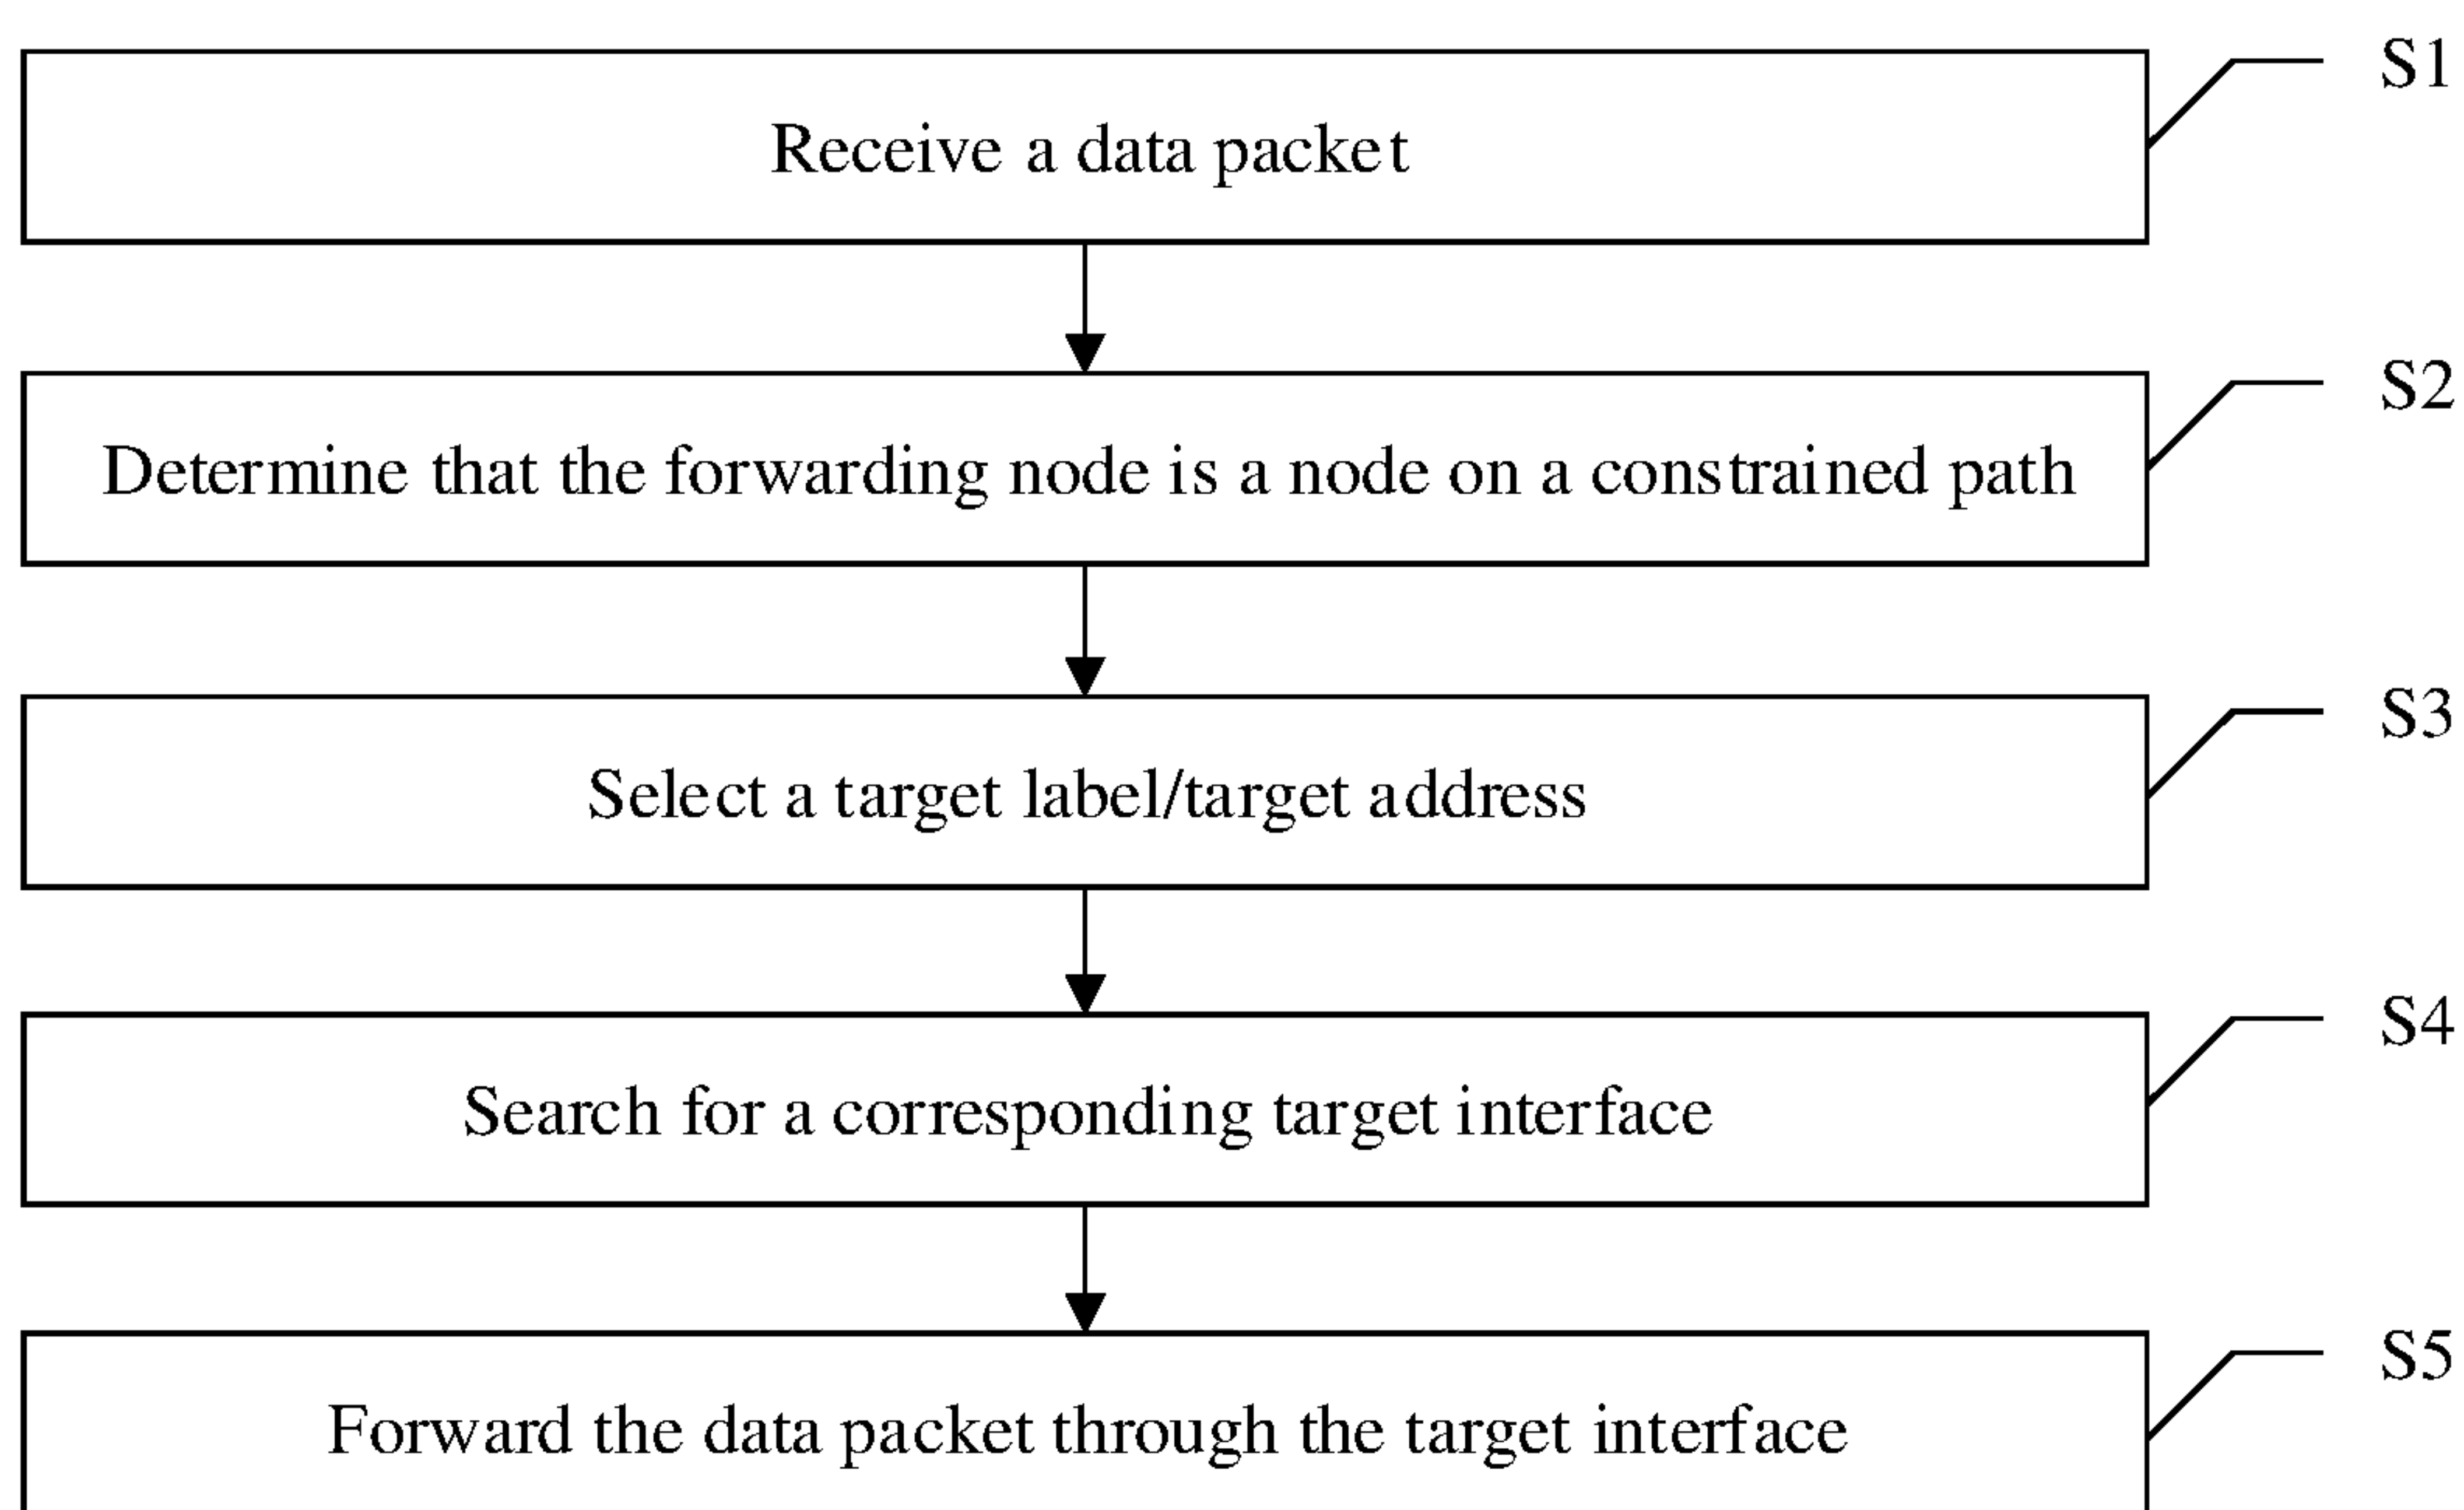 S1
Receive a data packet
S2
Determine that the forwarding node is a node on a constrained path
S3
Select a target label/target address
S4
Search for a corresponding target interface
S5
Forward the data packet through the target interface